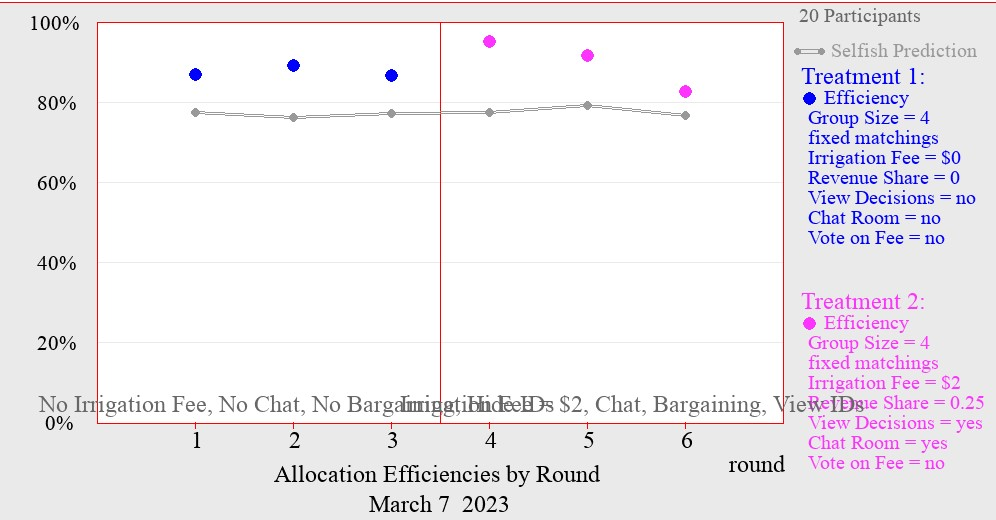 100%
80%
60%
40%
20%
0%
No Irrigation Fee, No Chat, No Bargaining, Hide IDs
Irrigation Fee = $2, Chat, Bargaining, View IDs
1 2 3 4 5 6
round
Allocation Efficiencies by Round
March 7 2023
20 Participants
Selfish Prediction
Treatment 1:
Efficiency
Group Size = 4
fixed matchings
Irrigation Fee = $0
Revenue Share = 0
View Decisions = no
Chat Room = no
Vote on Fee = no
Treatment 2:
Efficiency
Group Size = 4
fixed matchings
Irrigation Fee = $2
Revenue Share = 0.25
View Decisions = yes
Chat Room = yes
Vote on Fee = no